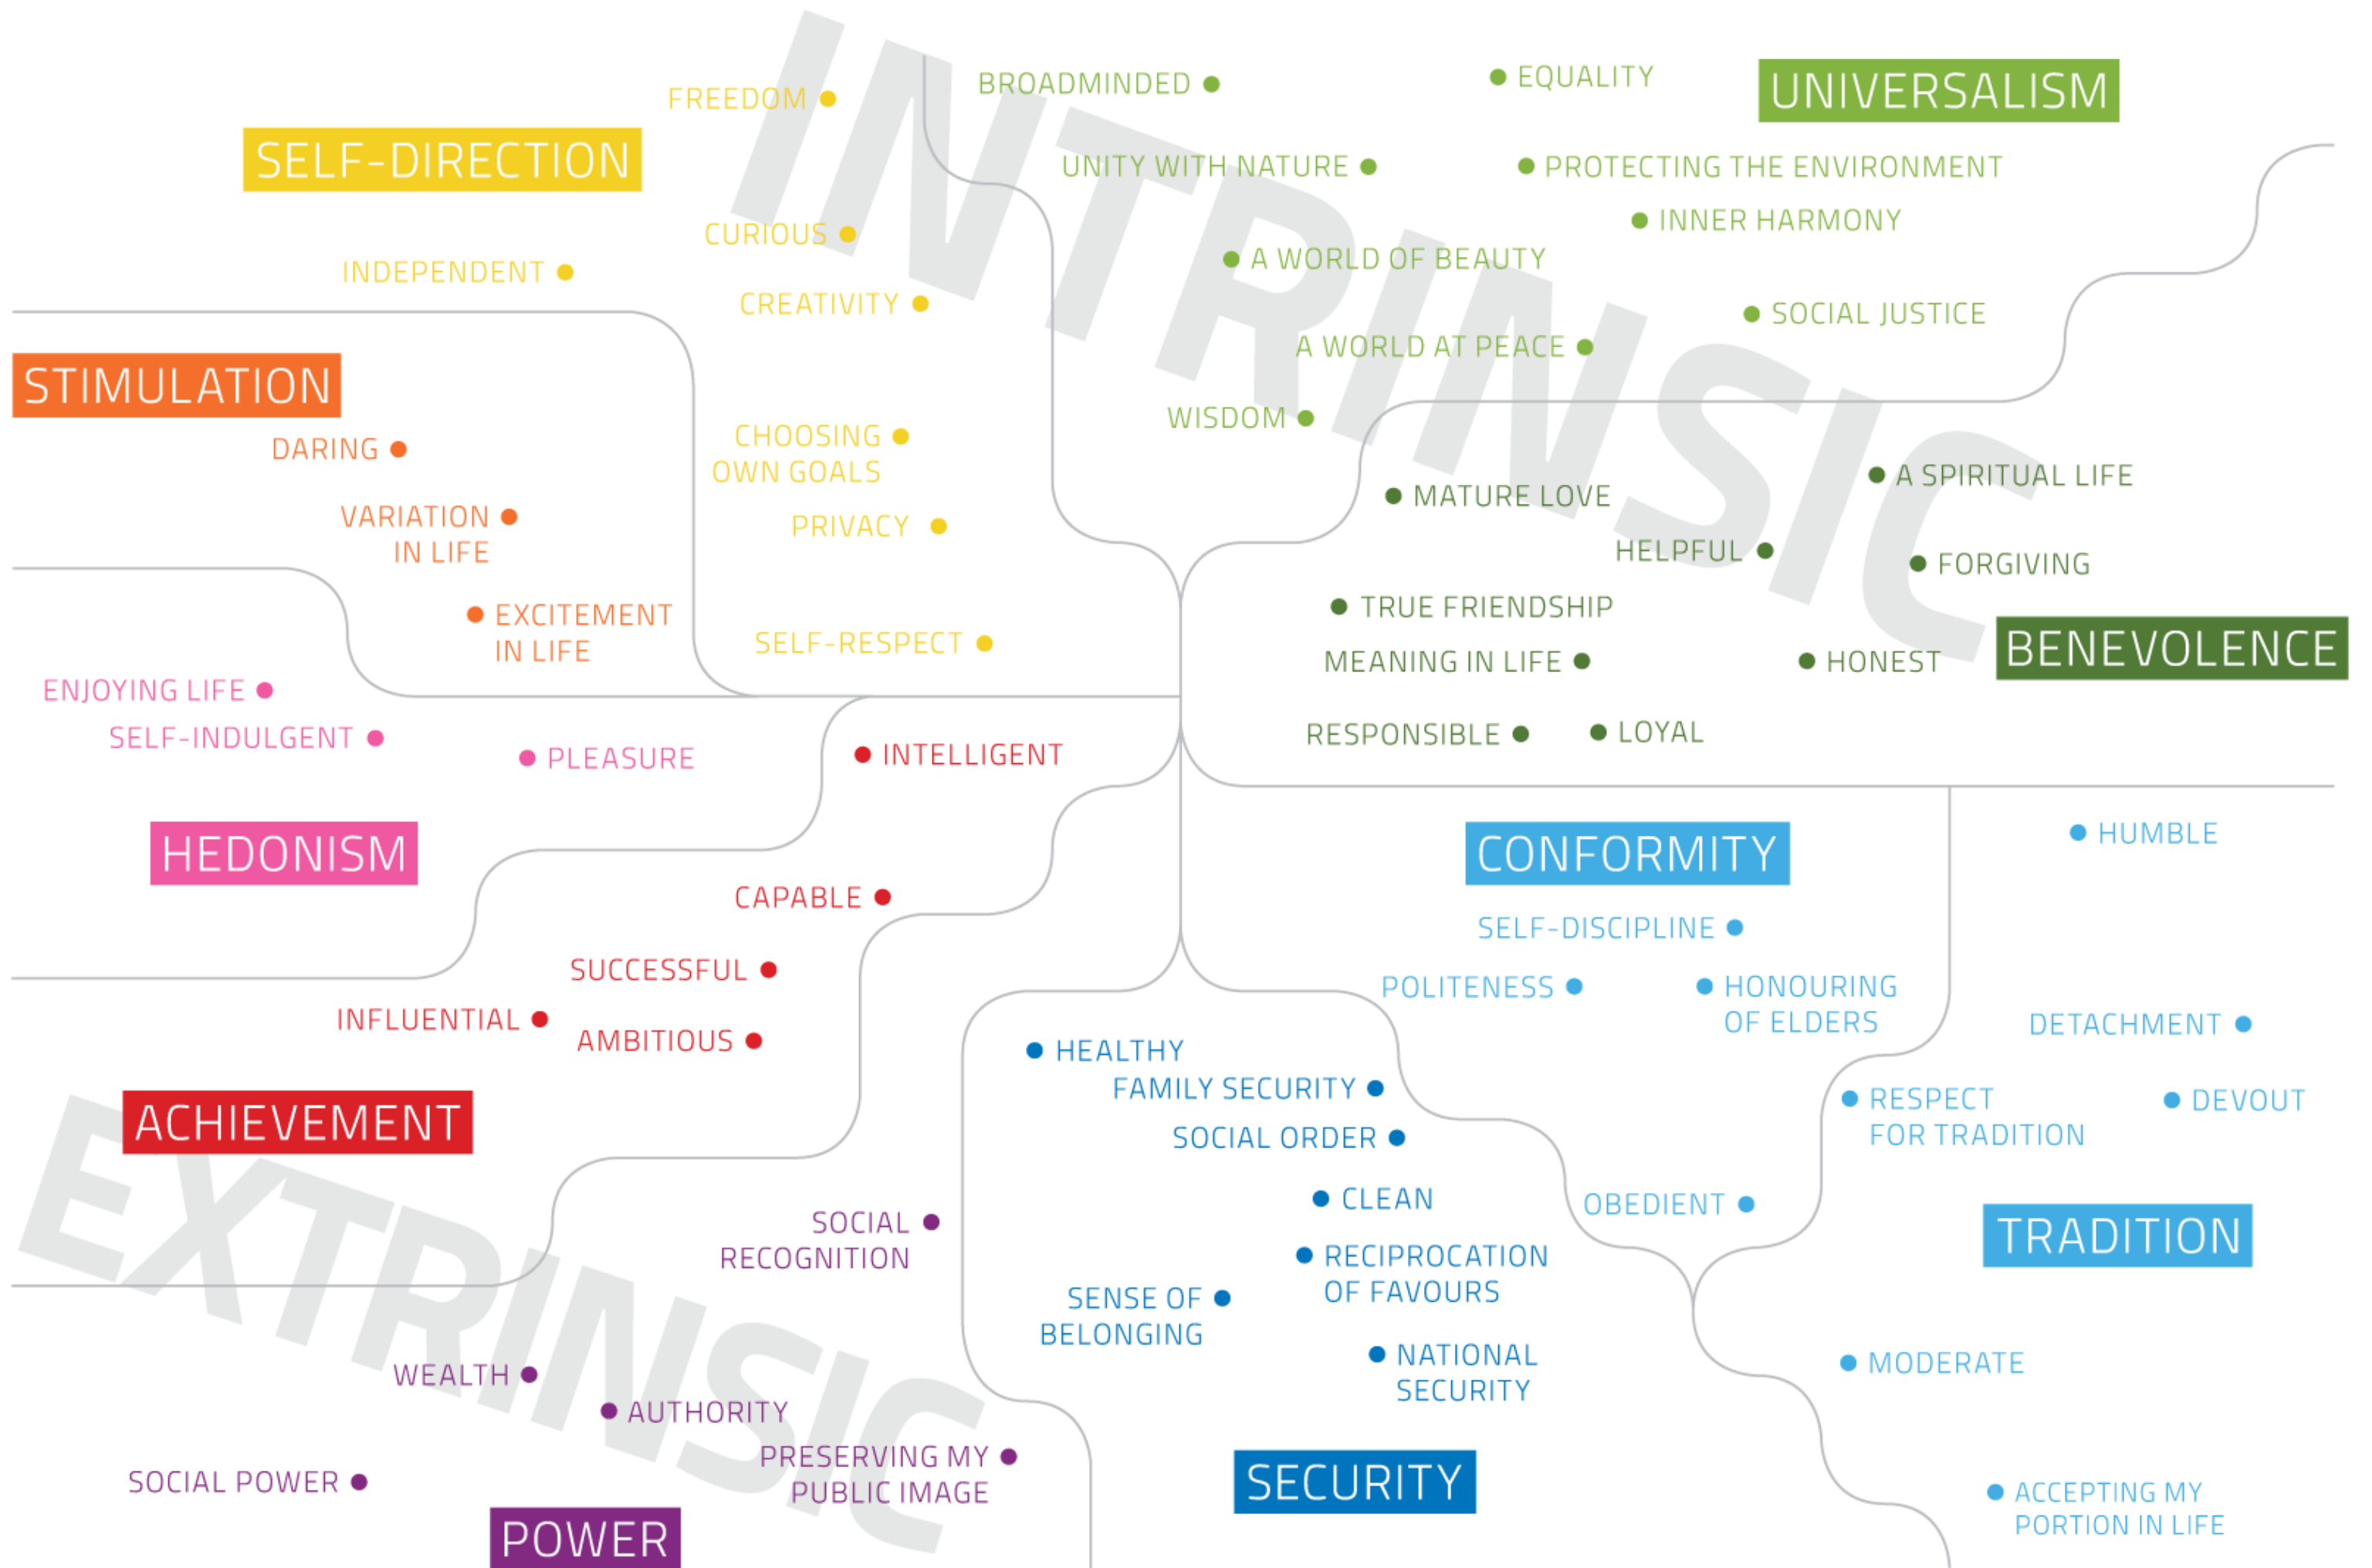 INTRINSIC
SELF-DIRECTION
FREEDOM
CURIOUS
INDEPENDENT
CREATIVITY
CHOOSING
OWN GOALS
PRIVACY
SELF-RESPECT
UNIVERSALISM
BROADMINDED
EQUALITY
UNITY WITH NATURE
PROTECTING THE ENVIRONMENT
INNER HARMONY
A WORLD OF BEAUTY
SOCIAL JUSTICE
A WORLD AT PEACE
WISDOM
STIMULATION
DARING
VARIATION
IN LIFE
EXCITEMENT
IN LIFE
A SPIRITUAL LIFE
MATURE LOVE
HELPFUL
FORGIVING
TRUE FRIENDSHIP
BENEVOLENCE
MEANING IN LIFE
HONEST
RESPONSIBLE
LOYAL
ENJOYING LIFE
SELF-INDULGENT
PLEASURE
HEDONISM
INTELLIGENT
CAPABLE
SUCCESSFUL
INFLUENTIAL
AMBITIOUS
ACHIEVEMENT
CONFORMITY
SELF-DISCIPLINE
POLITENESS
HONOURING
OF ELDERS
OBEDIENT
HUMBLE
DETACHMENT
RESPECT
FOR TRADITION
DEVOUT
TRADITION
MODERATE
ACCEPTING MY
PORTION IN LIFE
HEALTHY
FAMILY SECURITY
SOCIAL ORDER
CLEAN
RECIPROCATION
OF FAVOURS
SENSE OF
BELONGING
NATIONAL
SECURITY
SECURITY
EXTRINSIC
SOCIAL
RECOGNITION
WEALTH
AUTHORITY
PRESERVING MY
PUBLIC IMAGE
SOCIAL POWER
POWER